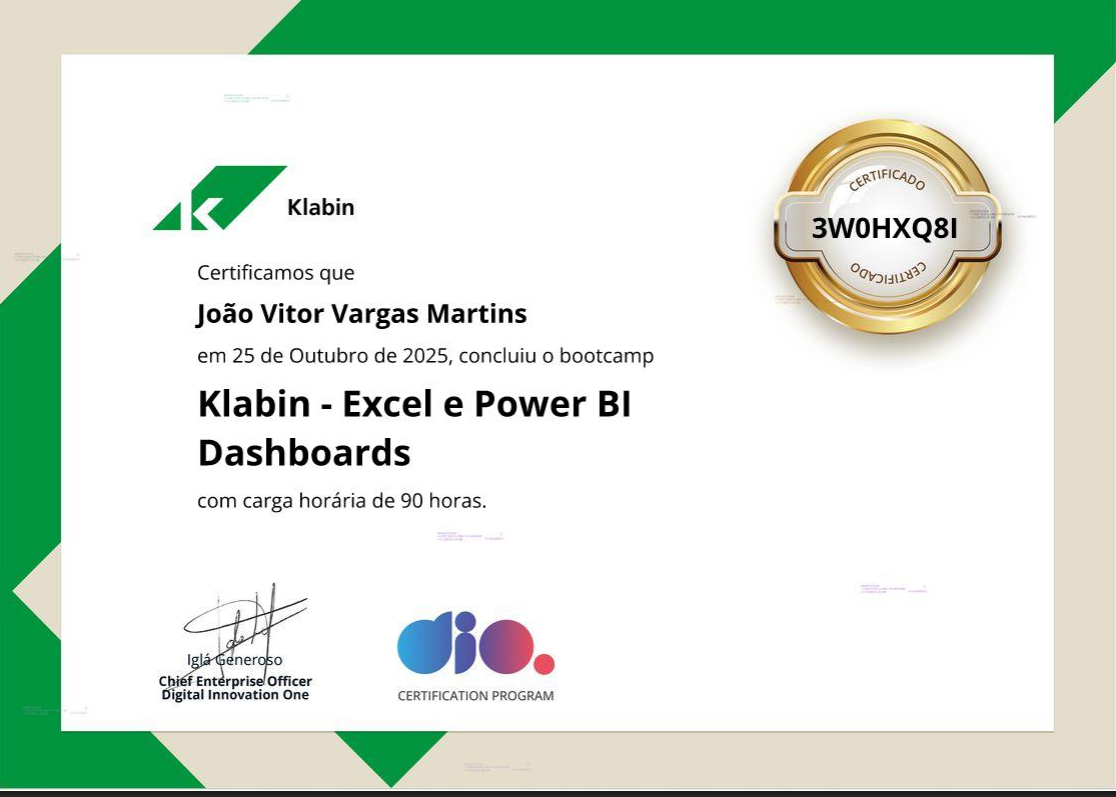 Klabin
CERTIFICADO
3W0HXQ8I
CERTIFICADO
Certificamos que
João Vitor Vargas Martins
em 25 de Outubro de 2025, concluiu o bootcamp
Klabin - Excel e Power BI
Dashboards
com carga horária de 90 horas.
Iglá Generoso
Chief Enterprise Officer
Digital Innovation One
dio.
CERTIFICATION PROGRAM